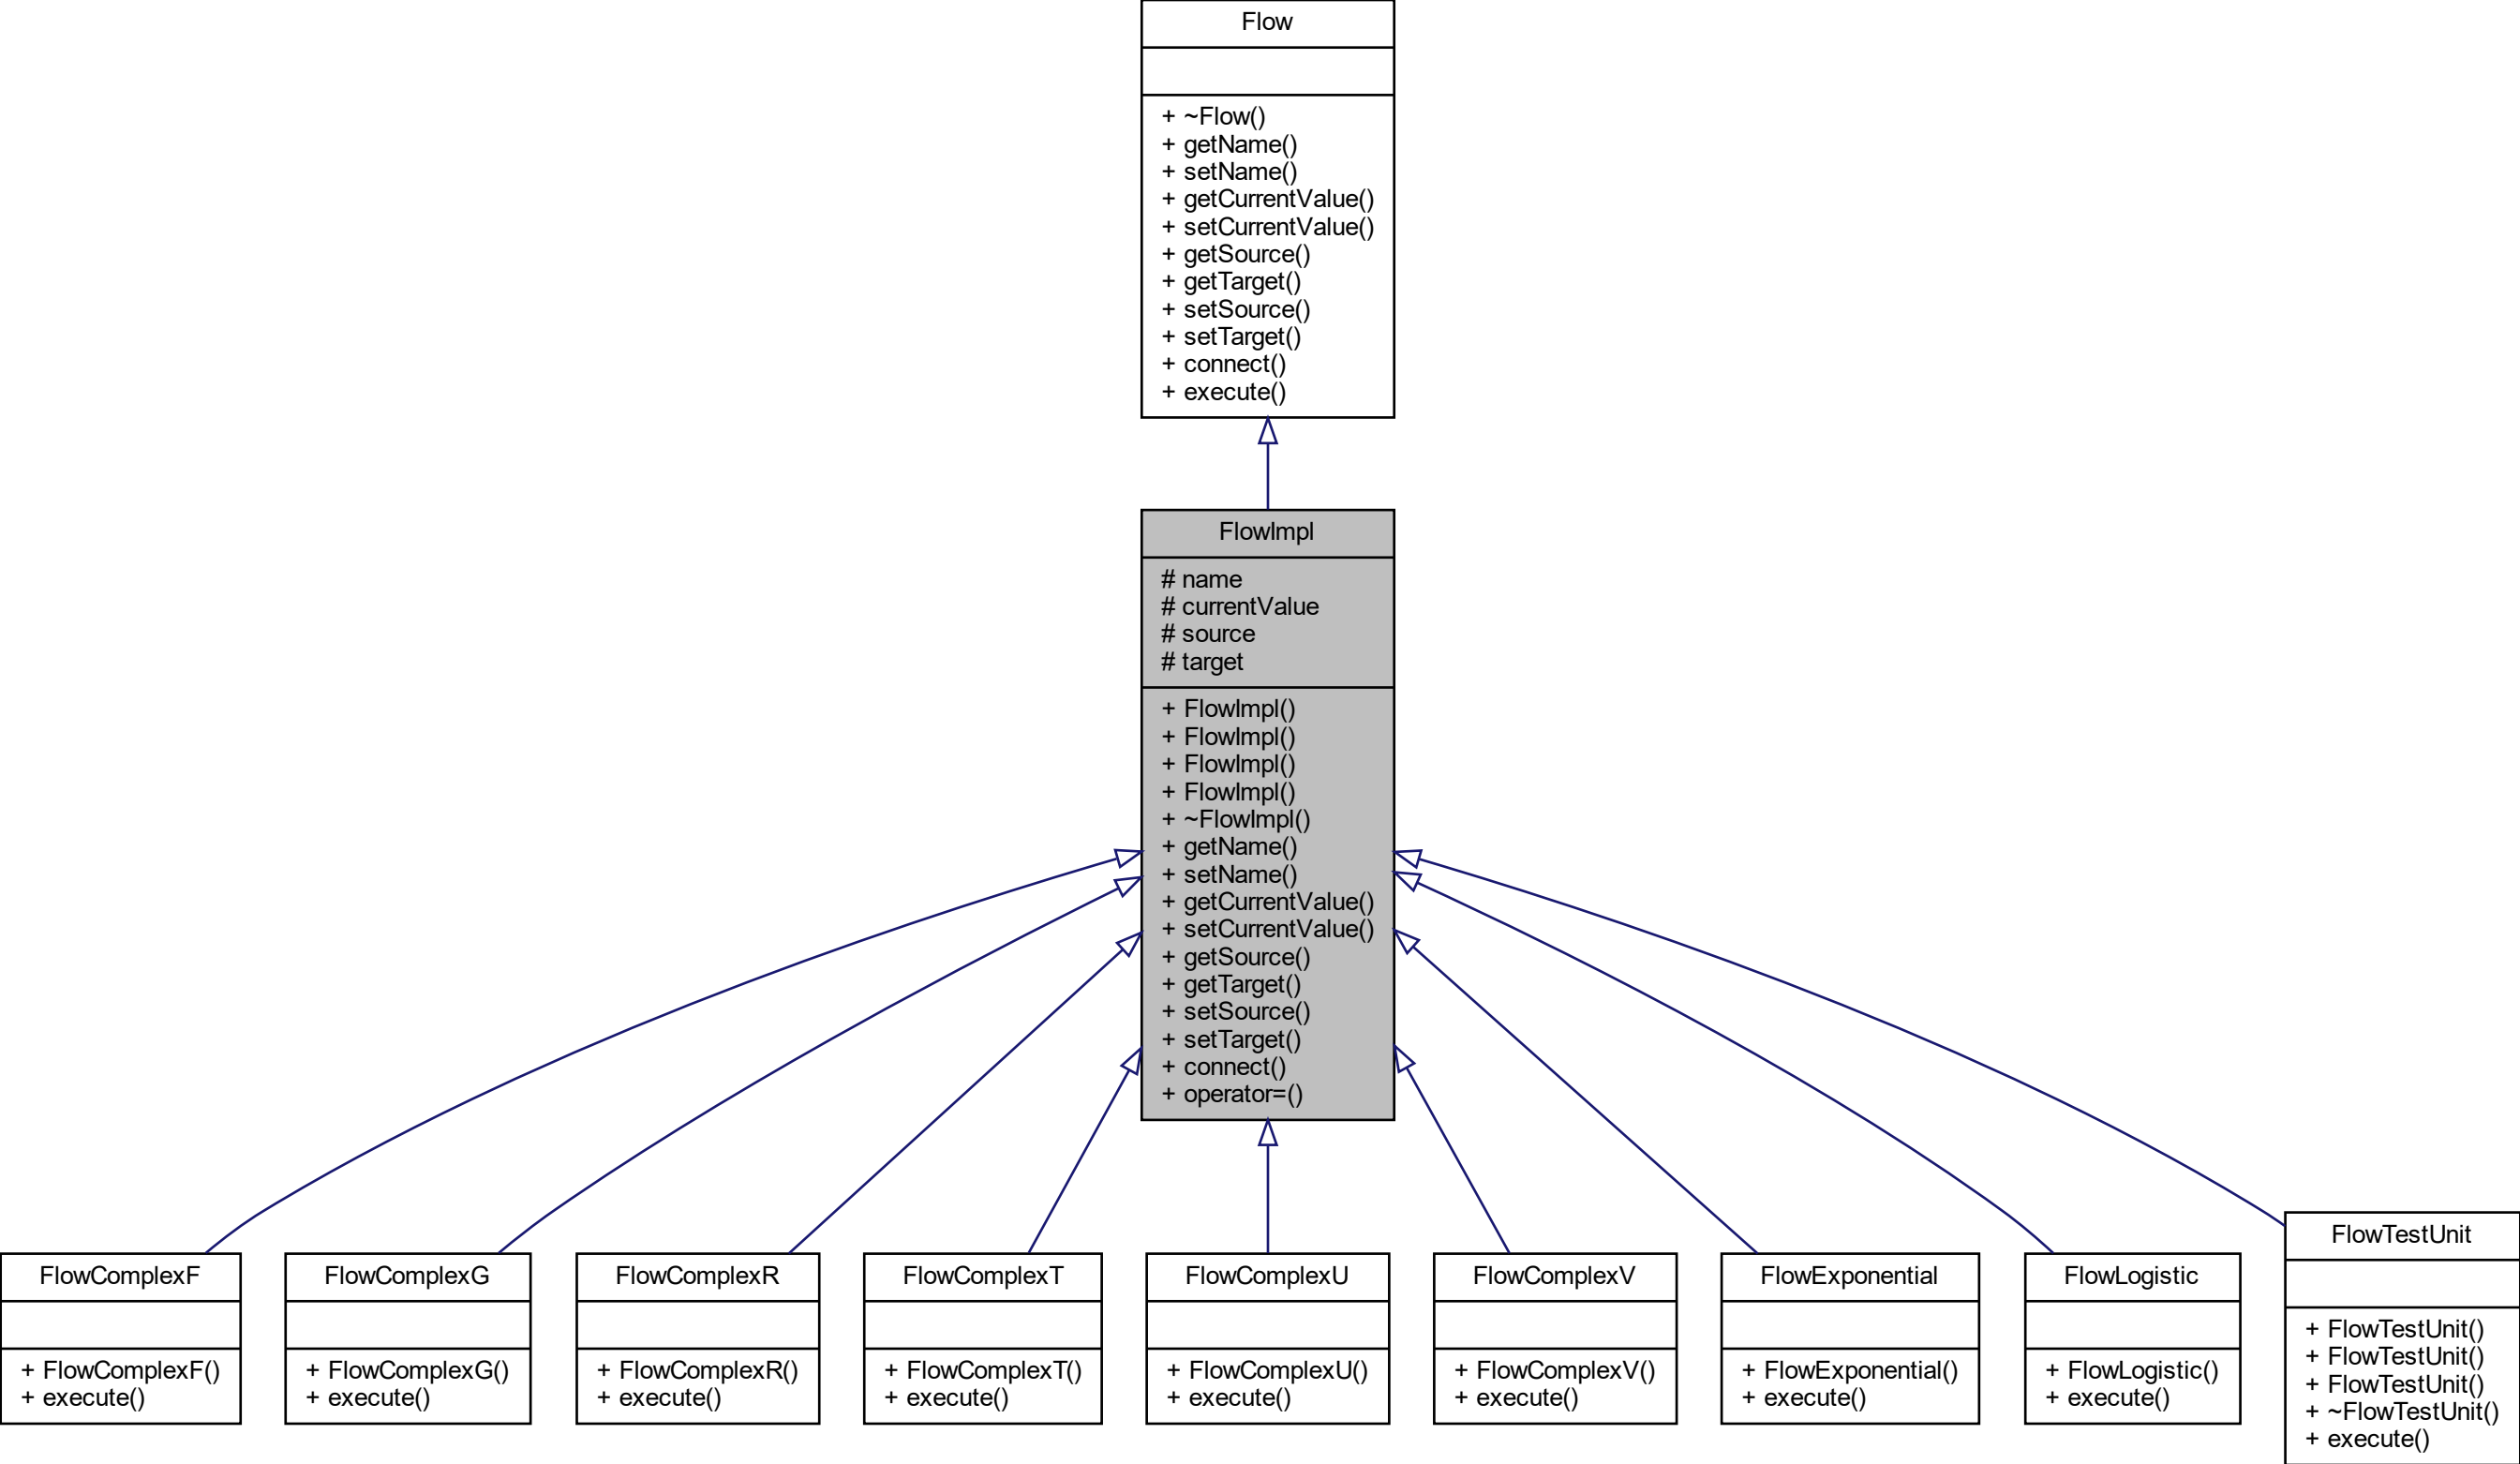 Flow
+ ~Flow()
+ getName()
+ setName()
+ getCurrentValue()
+ setCurrentValue()
+ getSource()
+ getTarget()
+ setSource()
+ setTarget()
+ connect()
+ execute()
FlowImpl
# name
# currentValue
# source
# target
+ FlowImpl()
+ FlowImpl()
+ FlowImpl()
+ FlowImpl()
+ ~FlowImpl()
+ getName()
+ setName()
+ getCurrentValue()
+ setCurrentValue()
+ getSource()
+ getTarget()
+ setSource()
+ setTarget()
+ connect()
+ operator=()
FlowComplexF
+ FlowComplexF()
+ execute()
FlowComplexG
+ FlowComplexG()
+ execute()
FlowComplexR
+ FlowComplexR()
+ execute()
FlowComplexT
+ FlowComplexT()
+ execute()
FlowComplexU
+ FlowComplexU()
+ execute()
FlowComplexV
+ FlowComplexV()
+ execute()
FlowExponential
+ FlowExponential()
+ execute()
FlowLogistic
+ FlowLogistic()
+ execute()
FlowTestUnit
+ FlowTestUnit()
+ FlowTestUnit()
+ FlowTestUnit()
+ ~FlowTestUnit()
+ execute()